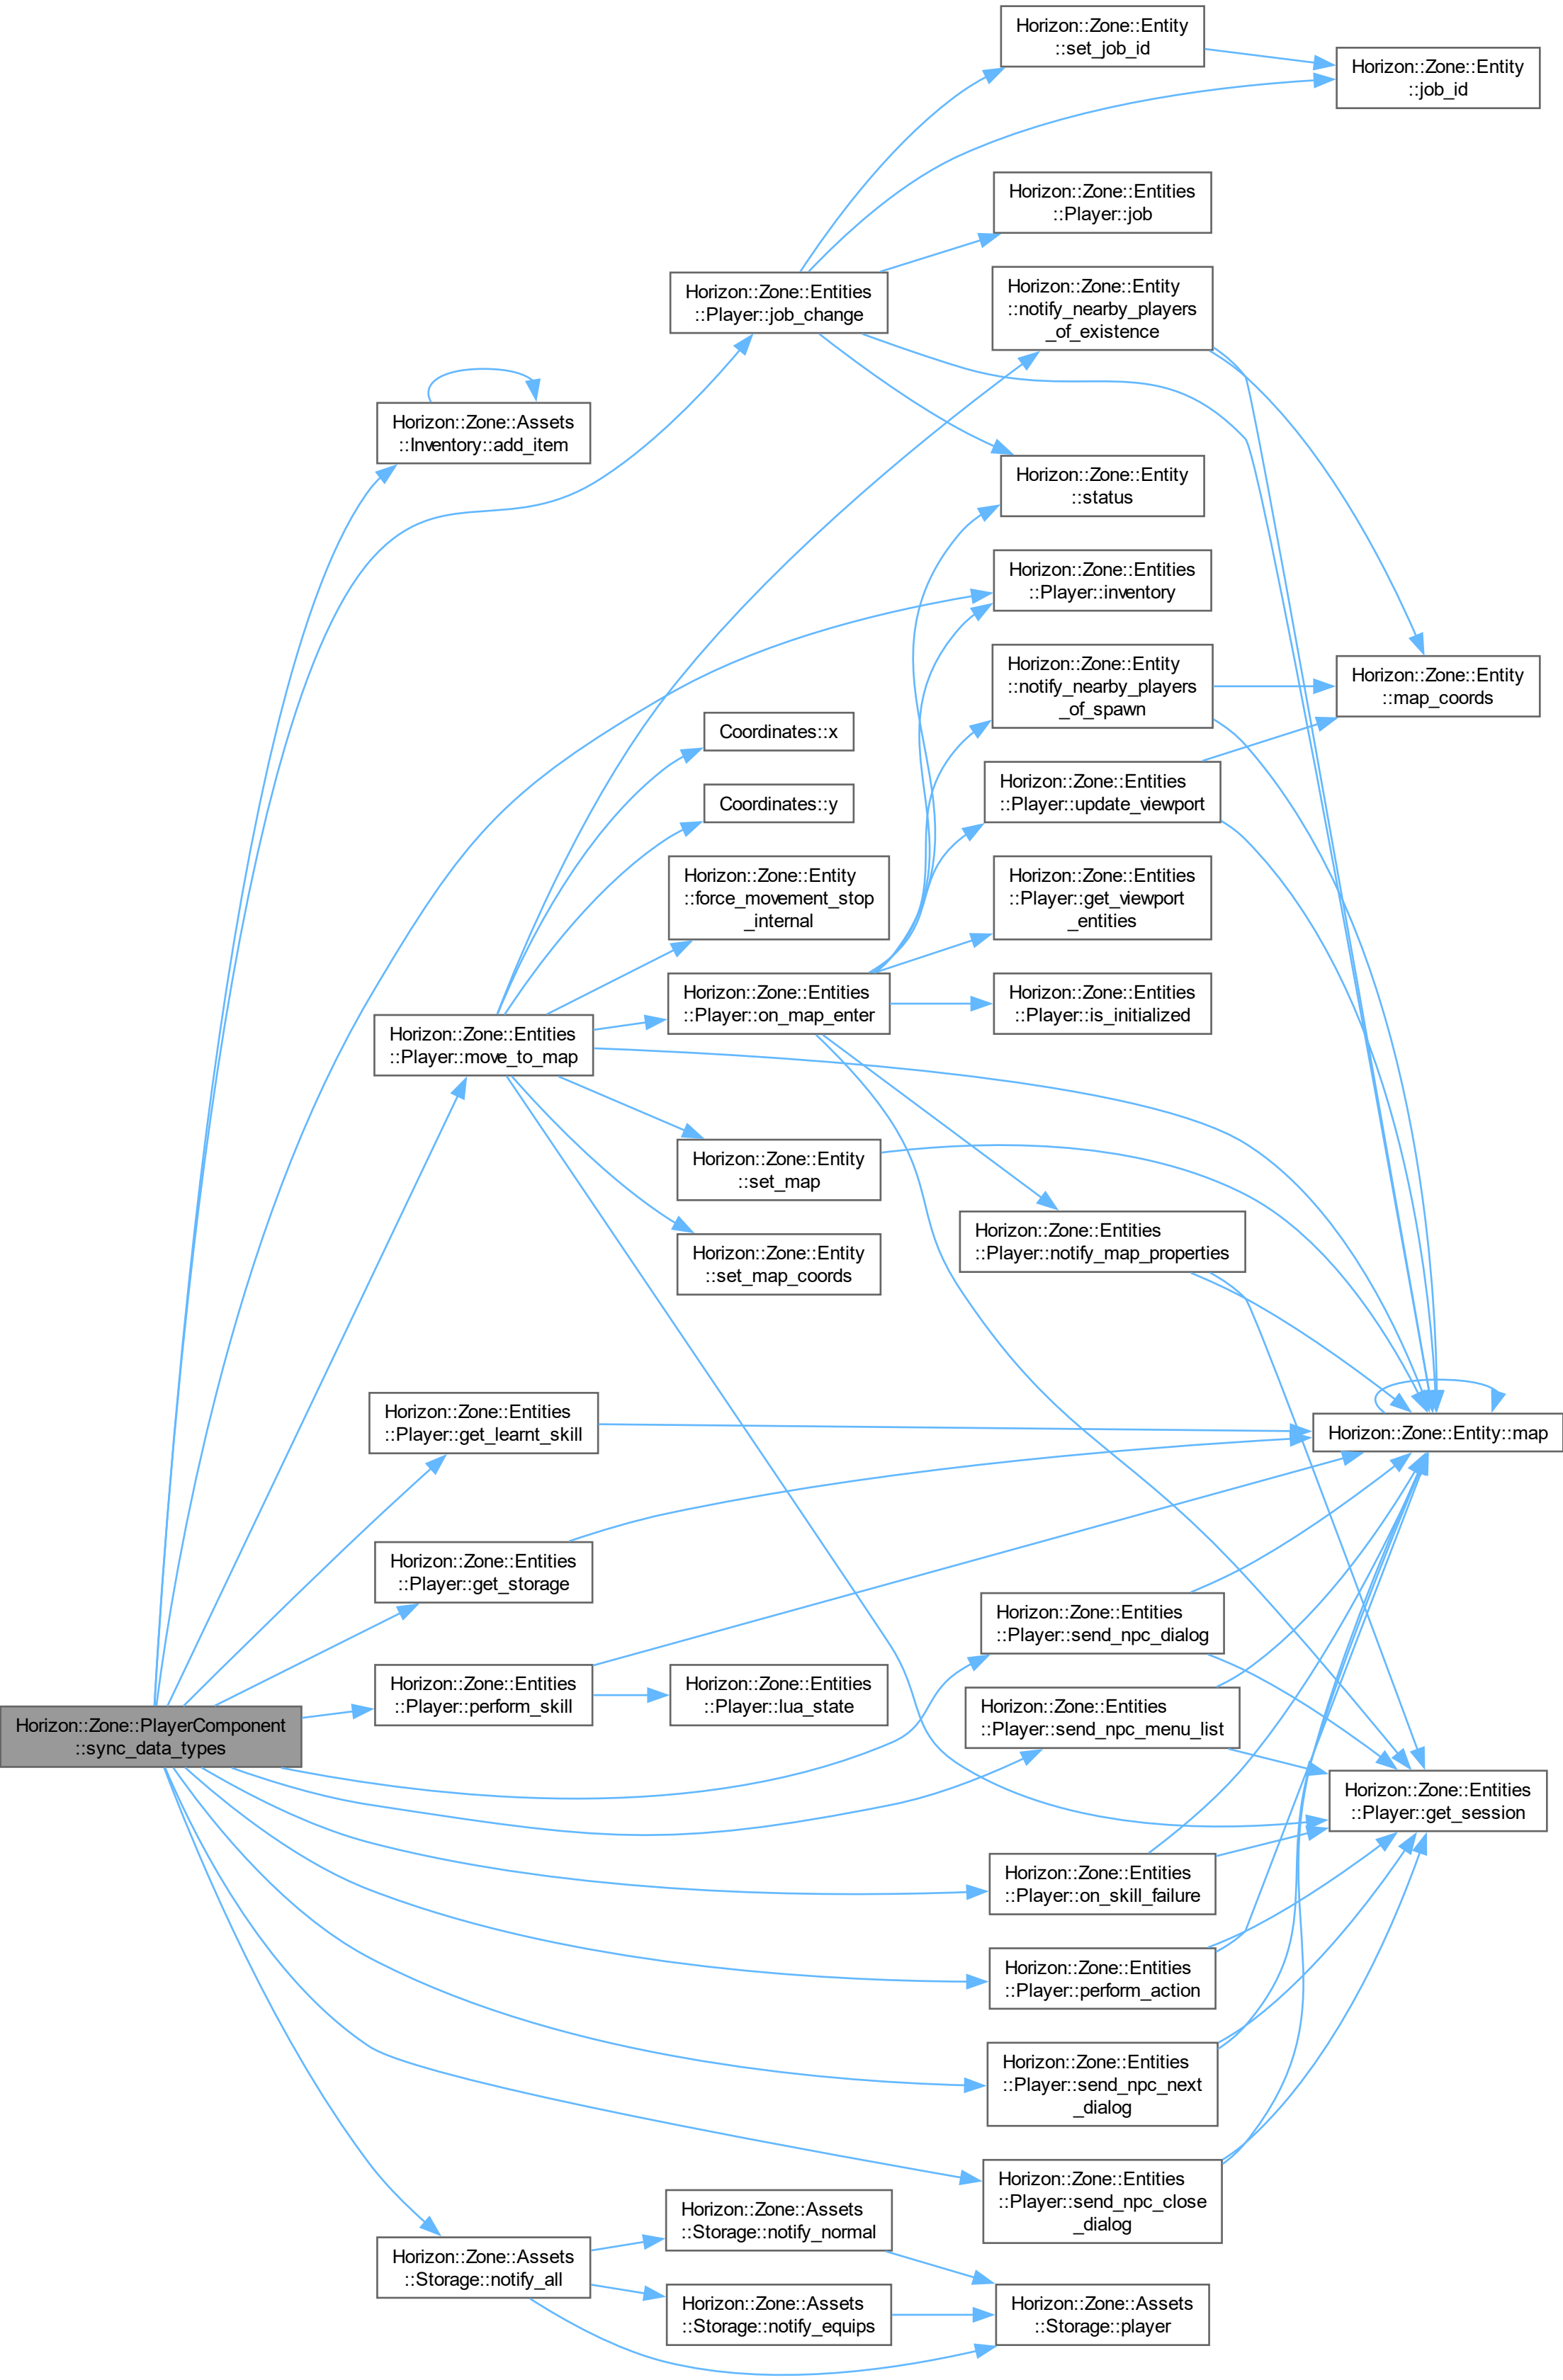 Horizon::Zone::Entity
::set_job_id
Horizon::Zone::Entity
::job_id
Horizon::Zone::Entities
::Player::job
Horizon::Zone::Entities
::Player::job_change
Horizon::Zone::Entity
::notify_nearby_players
_of_existence
Horizon::Zone::Assets
::Inventory::add_item
Horizon::Zone::Entity
::status
Horizon::Zone::Entities
::Player::inventory
Horizon::Zone::Entity
::notify_nearby_players
_of_spawn
Horizon::Zone::Entity
::map_coords
Coordinates::x
Horizon::Zone::Entities
::Player::update_viewport
Coordinates::y
Horizon::Zone::Entity
::force_movement_stop
_internal
Horizon::Zone::Entities
::Player::get_viewport
_entities
Horizon::Zone::Entities
::Player::on_map_enter
Horizon::Zone::Entities
::Player::is_initialized
Horizon::Zone::Entities
::Player::move_to_map
Horizon::Zone::Entity
::set_map
Horizon::Zone::Entities
::Player::notify_map_properties
Horizon::Zone::Entity
::set_map_coords
Horizon::Zone::Entities
::Player::get_learnt_skill
Horizon::Zone::Entity::map
Horizon::Zone::Entities
::Player::get_storage
Horizon::Zone::Entities
::Player::send_npc_dialog
Horizon::Zone::Entities
::Player::perform_skill
Horizon::Zone::Entities
::Player::lua_state
Horizon::Zone::PlayerComponent
::sync_data_types
Horizon::Zone::Entities
::Player::send_npc_menu_list
Horizon::Zone::Entities
::Player::get_session
Horizon::Zone::Entities
::Player::on_skill_failure
Horizon::Zone::Entities
::Player::perform_action
Horizon::Zone::Entities
::Player::send_npc_next
_dialog
Horizon::Zone::Entities
::Player::send_npc_close
_dialog
Horizon::Zone::Assets
::Storage::notify_normal
Horizon::Zone::Assets
::Storage::notify_all
Horizon::Zone::Assets
::Storage::notify_equips
Horizon::Zone::Assets
::Storage::player